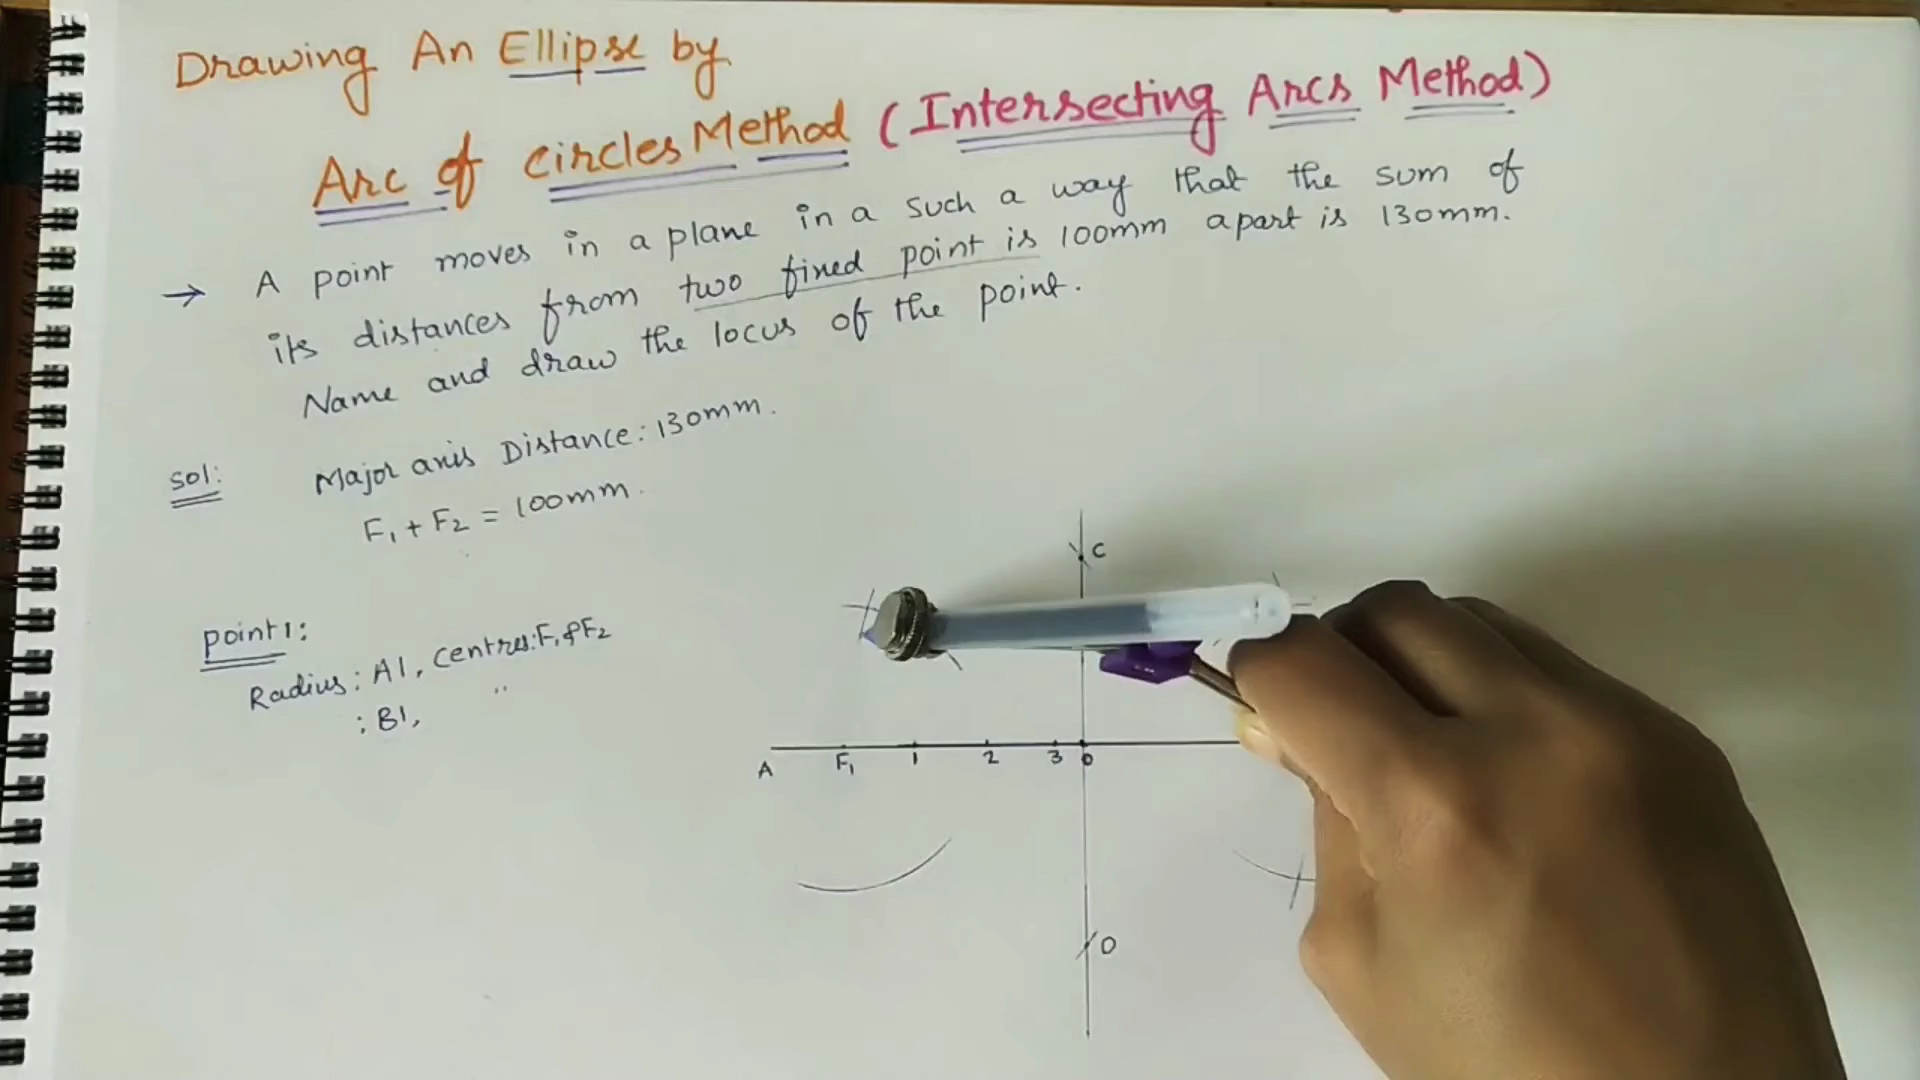 Drawing An Ellipse by
Arc of circles Method (Intersecting Arcs Method)
→ A point moves in a plane in a such a way that the sum of
its distances from two fixed point is 100mm apart is 130mm.
Name and draw the locus of the point.
Sol: Major axis Distance: 130mm.
F1 + F2 = 100mm.
C
point 1:
Radius: A1, Centres: F1 & F2
: B1, "
A F1 1 2 3 O
D